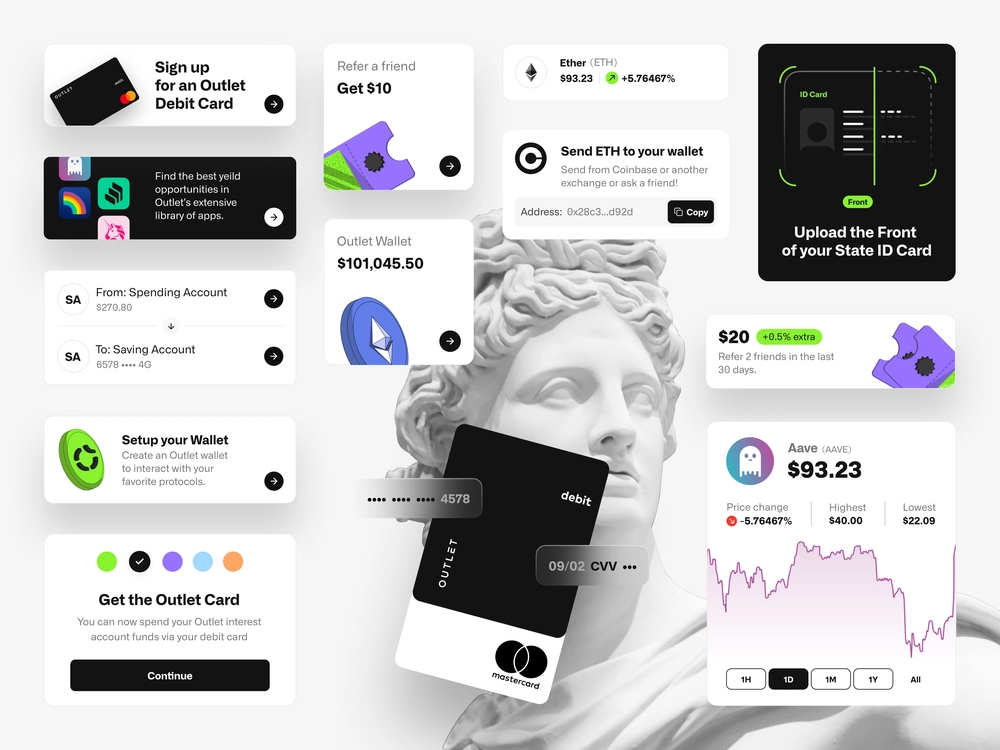 OUTLET
debit
Sign up
for an Outlet
Debit Card
Find the best yeild
opportunities in
Outlet's extensive
library of apps.
SA
From: Spending Account
$270.80
SA
To: Saving Account
6578 •••• 4G
Setup your Wallet
Create an Outlet wallet
to interact with your
favorite protocols.
Get the Outlet Card
You can now spend your Outlet interest
account funds via your debit card
Continue
Refer a friend
Get $10
Outlet Wallet
$101,045.50
Ether (ETH)
$93.23
+5.76467%
Send ETH to your wallet
Send from Coinbase or another
exchange or ask a friend!
Address: 0x28c3...d92d
Copy
•••• •••• •••• 4578
debit
OUTLET
09/02 CVV •••
mastercard
ID Card
Front
Upload the Front
of your State ID Card
$20
+0.5% extra
Refer 2 friends in the last
30 days.
Aave (AAVE)
$93.23
Price change
-5.76467%
Highest
$40.00
Lowest
$22.09
1H
1D
1M
1Y
All